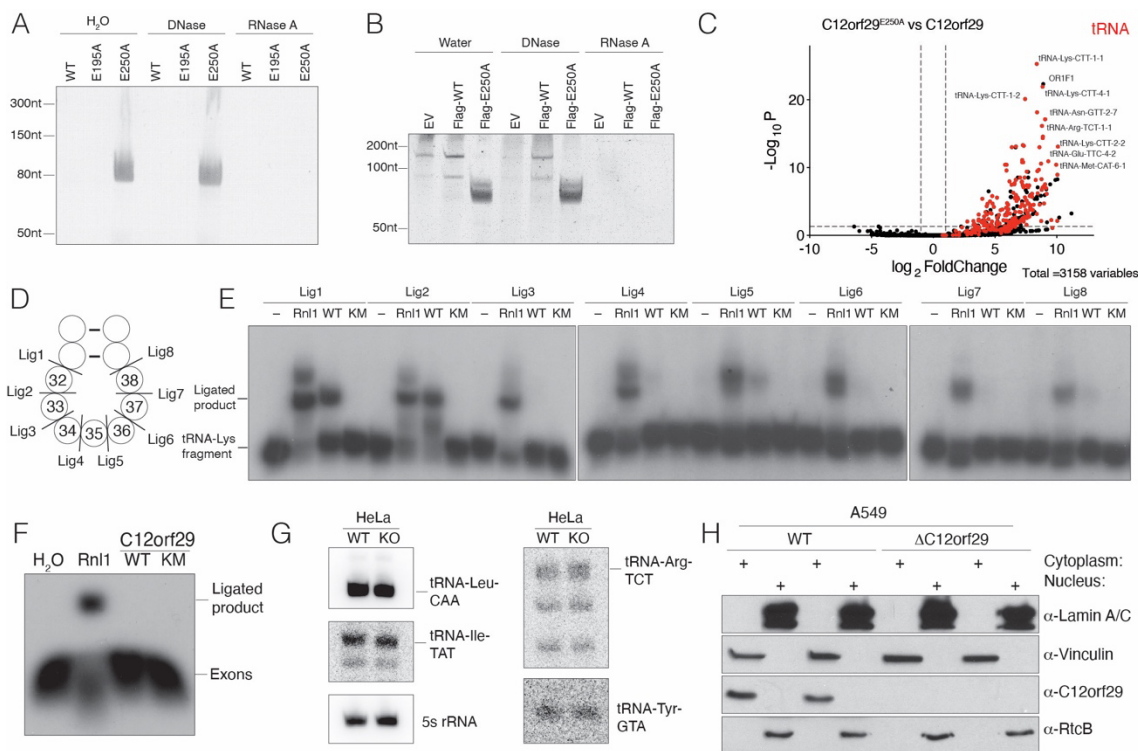 A
H2O DNase RNase A
WT E195A E250A WT E195A E250A WT E195A E250A
300nt
150nt
80nt
50nt
B
Water DNase RNase A
EV Flag-WT Flag-E250A EV Flag-WT Flag-E250A EV Flag-WT Flag-E250A
200nt
100nt
50nt
C
C12orf29E250A vs C12orf29
tRNA
-Log10 P
20
10
0
tRNA-Lys-CTT-1-1
OR1F1
tRNA-Lys-CTT-4-1
tRNA-Lys-CTT-1-2
tRNA-Asn-GTT-2-7
tRNA-Arg-TCT-1-1
tRNA-Lys-CTT-2-2
tRNA-Glu-TTC-4-2
tRNA-Met-CAT-6-1
-10 -5 0 5 10
log2 FoldChange
Total =3158 variables
D
Lig1 Lig8
32 38
Lig2 Lig7
33 37
Lig3 34 35 36 Lig6
Lig4 Lig5
E
Lig1 Lig2 Lig3 Lig4 Lig5 Lig6 Lig7 Lig8
– Rnl1 WT KM – Rnl1 WT KM – Rnl1 WT KM – Rnl1 WT KM – Rnl1 WT KM – Rnl1 WT KM – Rnl1 WT KM – Rnl1 WT KM
Ligated
product
tRNA-Lys
fragment
F
C12orf29
H2O Rnl1 WT KM
Ligated
product
Exons
G
HeLa
WT KO
tRNA-Leu-
CAA
tRNA-Ile-
TAT
5s rRNA
HeLa
WT KO
tRNA-Arg-
TCT
tRNA-Tyr-
GTA
H
A549
WT ΔC12orf29
+ + + + Cytoplasm:
+ + + + Nucleus:
α-Lamin A/C
α-Vinculin
α-C12orf29
α-RtcB